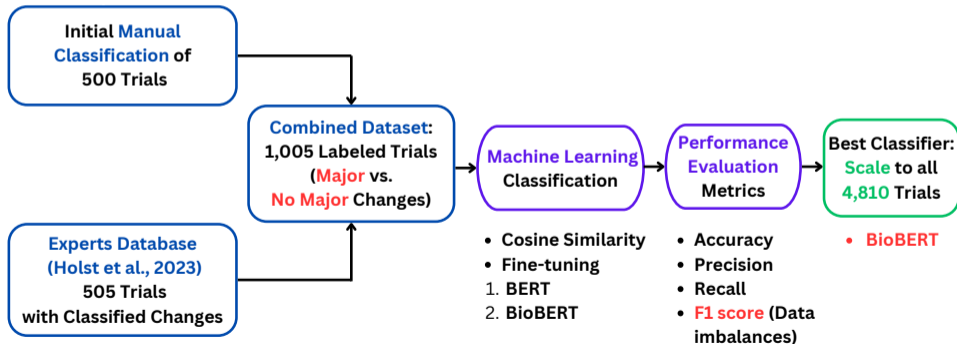 Initial Manual
Classification of
500 Trials
Experts Database
(Holst et al., 2023)
505 Trials
with Classified Changes
Combined Dataset:
1,005 Labeled Trials
(Major vs.
No Major Changes)
Machine Learning
Classification
• Cosine Similarity
• Fine-tuning
1. BERT
2. BioBERT
Performance
Evaluation
Metrics
• Accuracy
• Precision
• Recall
• F1 score (Data
imbalances)
Best Classifier:
Scale to all
4,810 Trials
• BioBERT